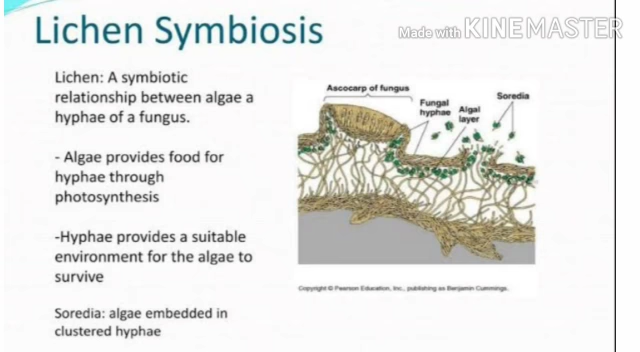 Lichen Symbiosis
Made with KINEMASTER
Lichen: A symbiotic
relationship between algae a
hyphae of a fungus.
- Algae provides food for
hyphae through
photosynthesis
-Hyphae provides a suitable
environment for the algae to
survive
Soredia: algae embedded in
clustered hyphae
Ascocarp of fungus
Fungal
hyphae
Algal
layer
Soredia
Copyright © Pearson Education, Inc., publishing as Benjamin Cummings.